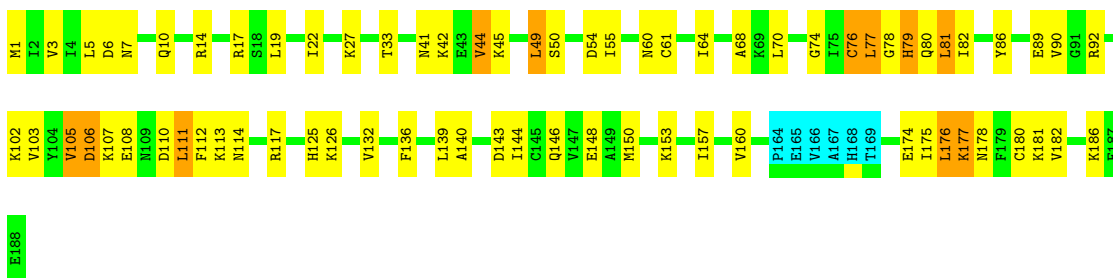 M1 I2 V3 I4 L5 D6 N7 Q10 R14 R17 S18 L19 I22 K27 T33 N41 K42 E43 V44 K45 L49 S50 D54 I55 N60 C61 I64 A68 K69 L70 G74 I75 C76 L77 G78 H79 Q80 L81 I82 Y86 E89 V90 G91 R92
K102 V103 Y104 V105 D106 K107 E108 N109 D110 L111 F112 K113 N114 R117 H125 K126 V132 F136 L139 A140 D143 I144 C145 Q146 V147 E148 A149 M150 K153 I157 V160 P164 E165 V166 A167 H168 T169 E174 I175 L176 K177 N178 F179 C180 K181 V182 K186 E187
E188